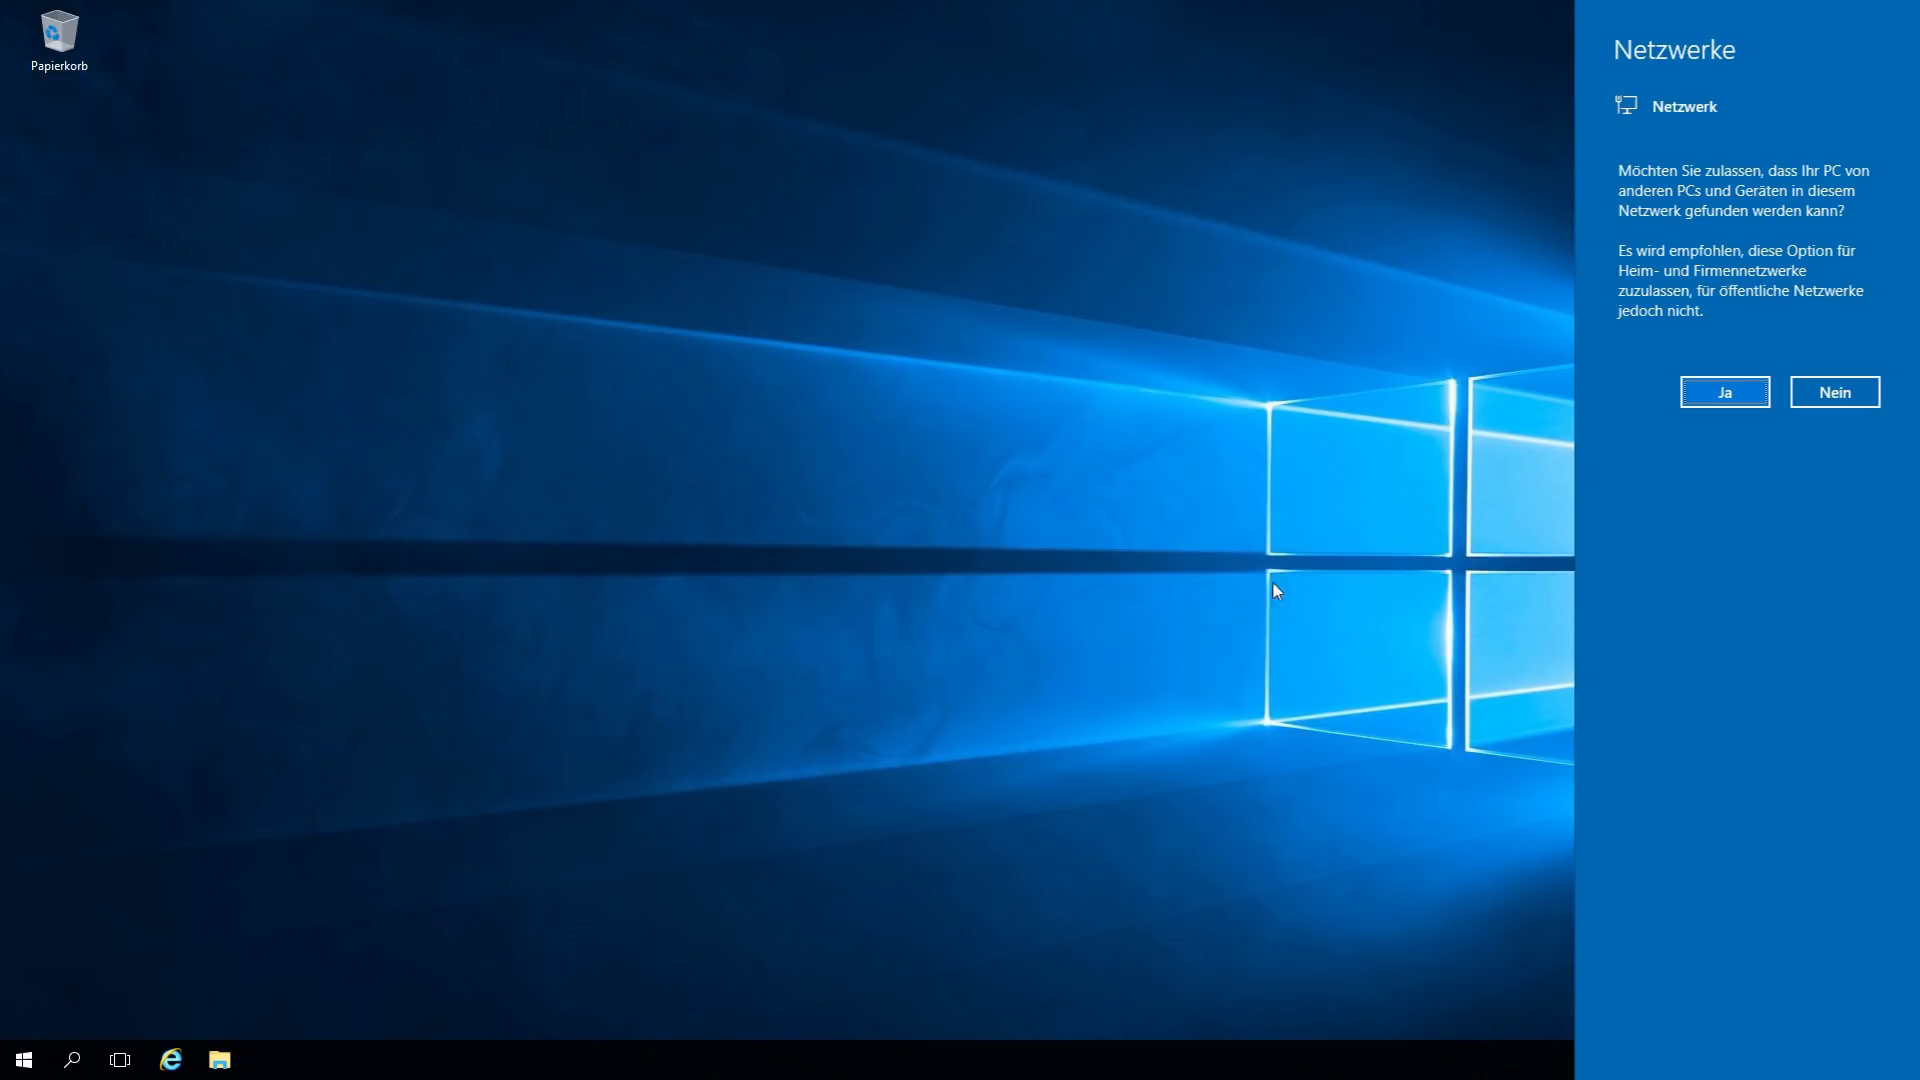 Papierkorb
Netzwerke
Netzwerk
Möchten Sie zulassen, dass Ihr PC von
anderen PCs und Geräten in diesem
Netzwerk gefunden werden kann?
Es wird empfohlen, diese Option für
Heim- und Firmennetzwerke
zuzulassen, für öffentliche Netzwerke
jedoch nicht.
Ja
Nein